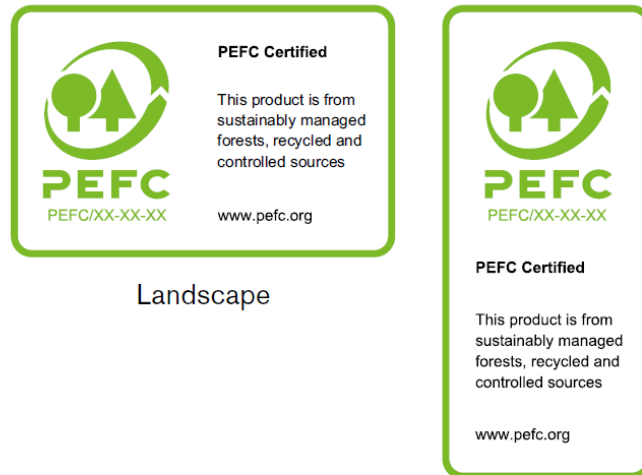 PEFC
PEFC/XX-XX-XX
PEFC Certified
This product is from
sustainably managed
forests, recycled and
controlled sources
www.pefc.org
Landscape
PEFC
PEFC/XX-XX-XX
PEFC Certified
This product is from
sustainably managed
forests, recycled and
controlled sources
www.pefc.org